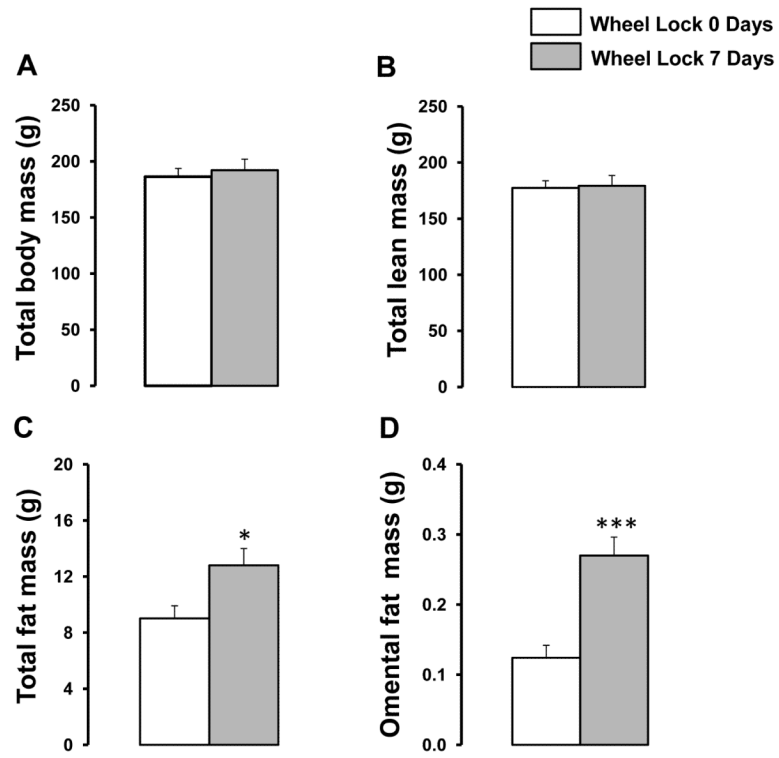 Wheel Lock 0 Days
Wheel Lock 7 Days
A
Total body mass (g)
250
200
150
100
50
0
B
Total lean mass (g)
250
200
150
100
50
0
C
Total fat mass (g)
20
16
12
8
4
0
*
D
Omental fat mass (g)
0.4
0.3
0.2
0.1
0.0
***